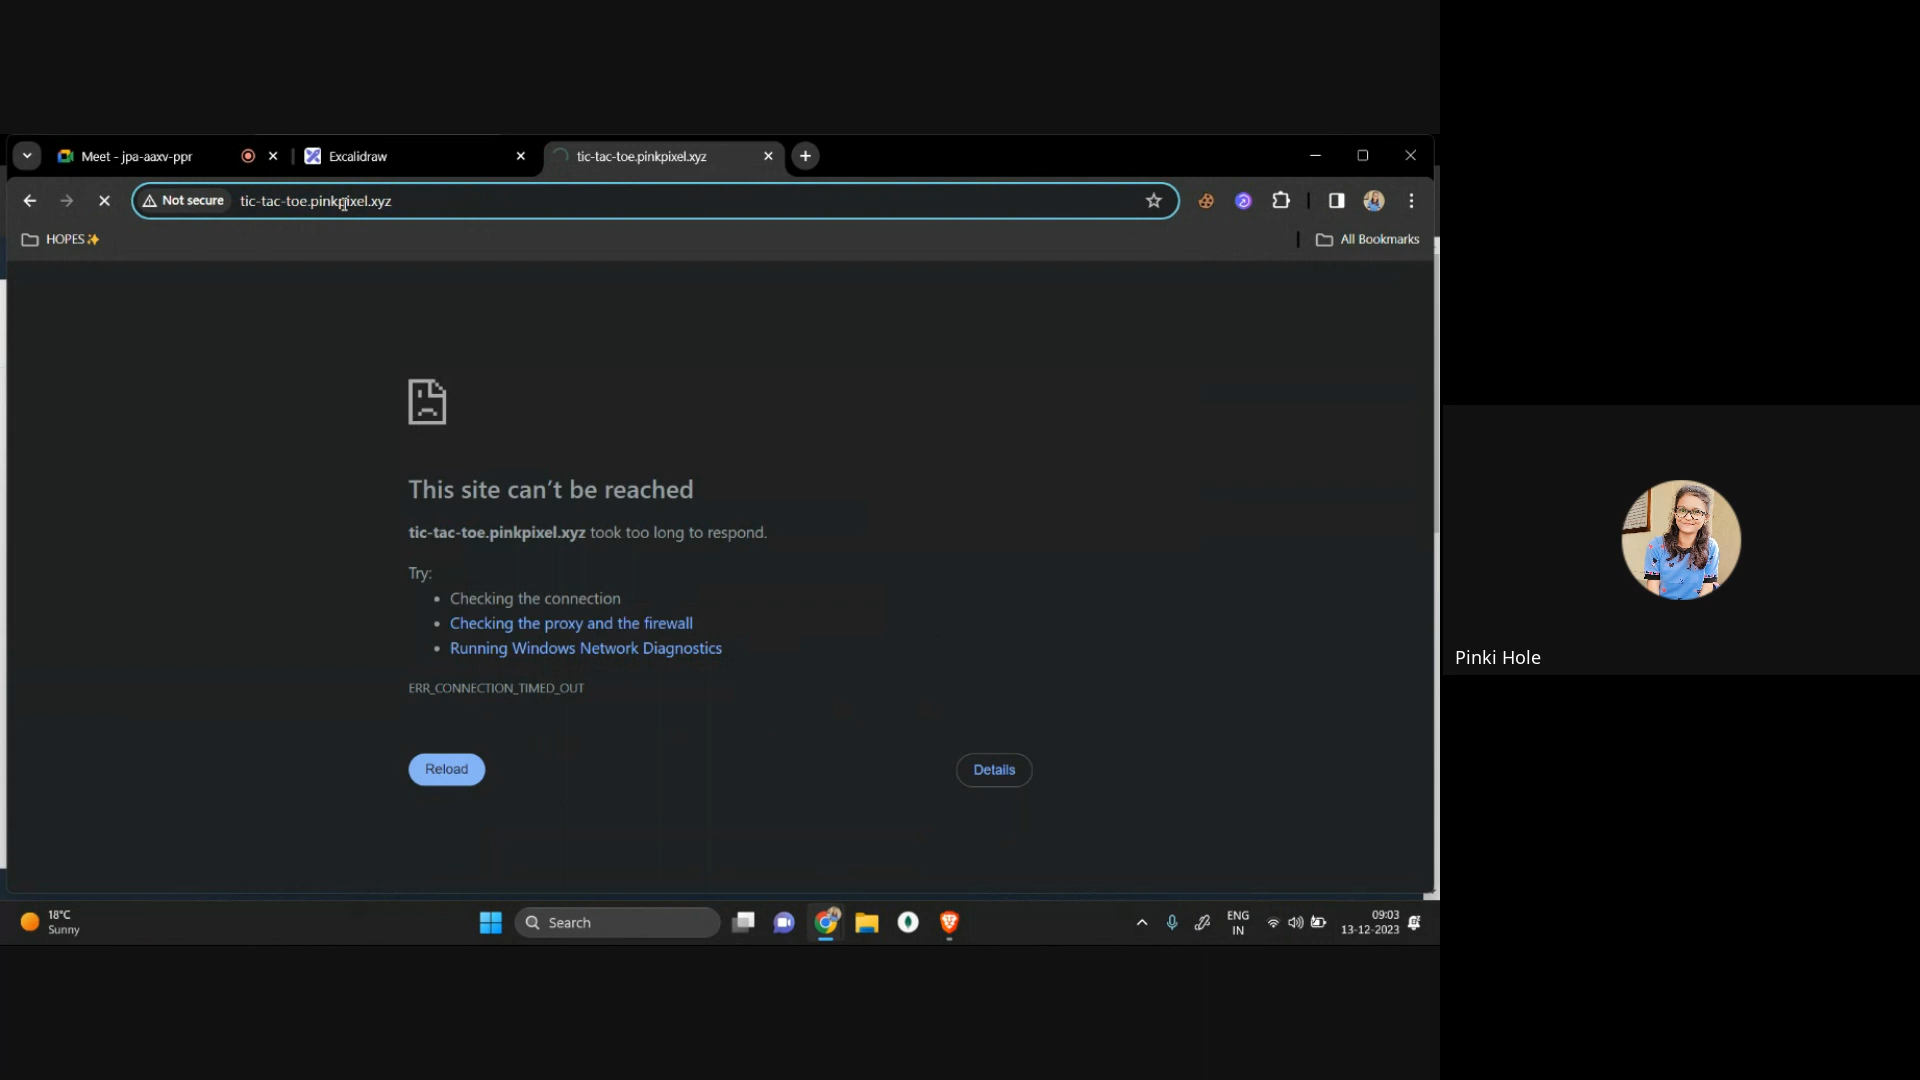 Meet - jpa-aaxv-ppr
Excalidraw
tic-tac-toe.pinkpixel.xyz
Not secure
tic-tac-toe.pinkpixel.xyz
HOPES✨
All Bookmarks
This site can't be reached
tic-tac-toe.pinkpixel.xyz took too long to respond.
Try:
• Checking the connection
• Checking the proxy and the firewall
• Running Windows Network Diagnostics
ERR_CONNECTION_TIMED_OUT
Reload
Details
Pinki Hole
18°C
Sunny
Search
ENG
IN
09:03
13-12-2023